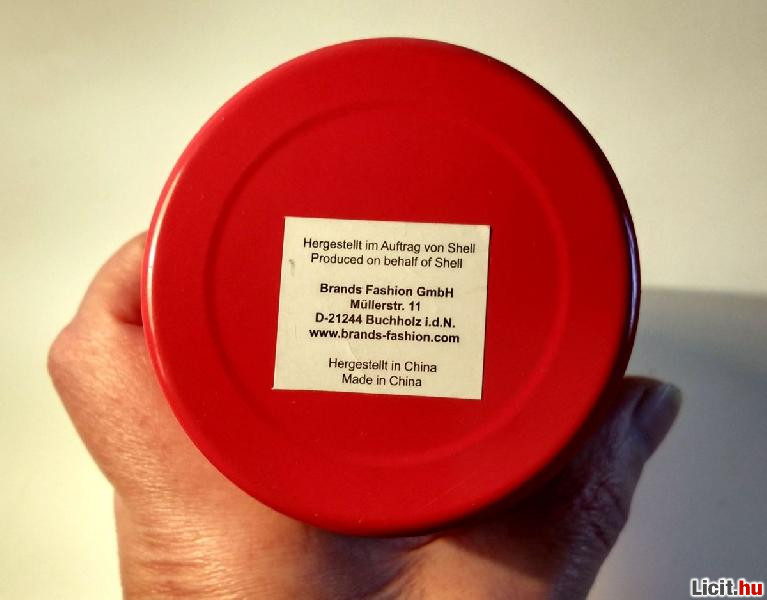 Hergestellt im Auftrag von Shell
Produced on behalf of Shell
Brands Fashion GmbH
Müllerstr. 11
D-21244 Buchholz i.d.N.
www.brands-fashion.com
Hergestellt in China
Made in China
Licit.hu